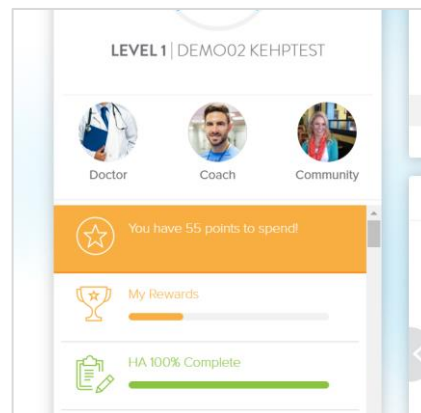 LEVEL 1 | DEMO02 KEHPTEST
Doctor Coach Community
You have 55 points to spend!
My Rewards
HA 100% Complete